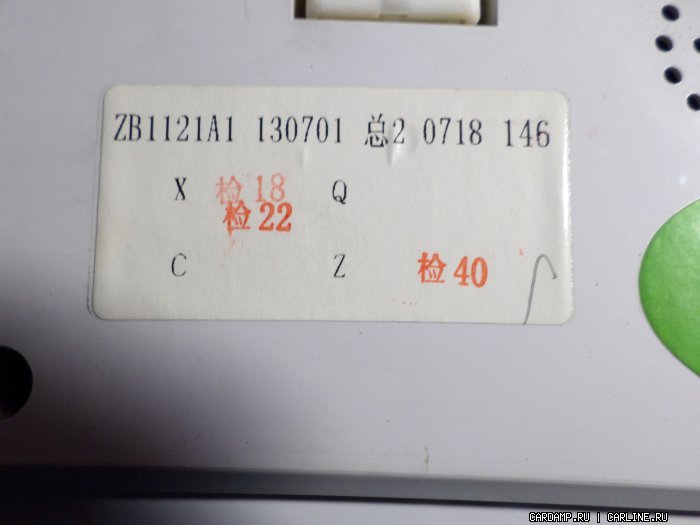 ZB1121A1 130701 总2 0718 146
X 检18 Q
检22
C Z 检40
CARDAMP.RU | CARLINE.RU